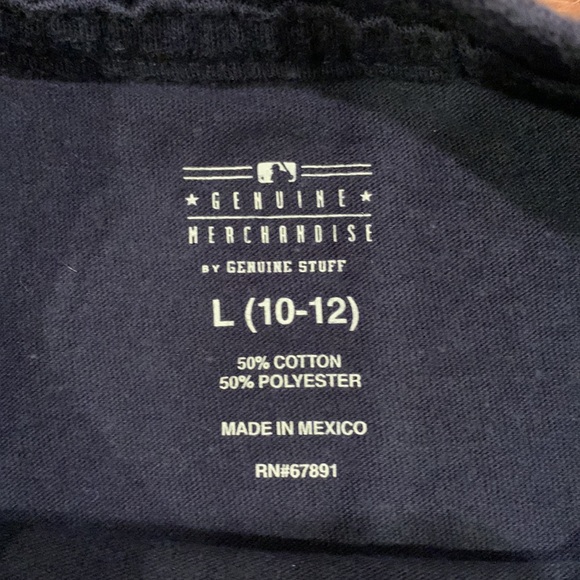 ★ GENUINE ★
MERCHANDISE
BY GENUINE STUFF
L (10-12)
50% COTTON
50% POLYESTER
MADE IN MEXICO
RN#67891